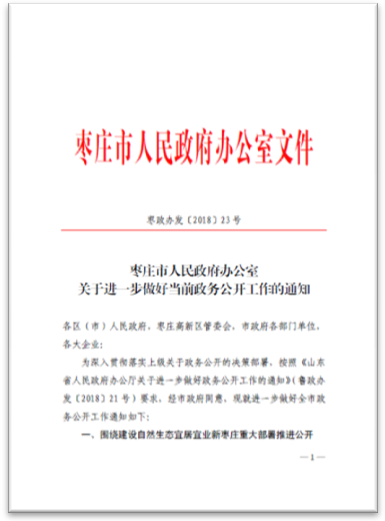 枣庄市人民政府办公室文件
枣政办发〔2018〕23号
枣庄市人民政府办公室
关于进一步做好当前政务公开工作的通知
各区（市）人民政府，枣庄高新区管委会，市政府各部门单位，
各大企业：
为深入贯彻落实上级关于政务公开的决策部署，按照《山东
省人民政府办公厅关于进一步做好政务公开工作的通知》（鲁政办
发〔2018〕21号）要求，经市政府同意，现就进一步做好全市政
务公开工作通知如下：
一、围绕建设自然生态宜居宜业新枣庄重大部署推进公开
— 1 —